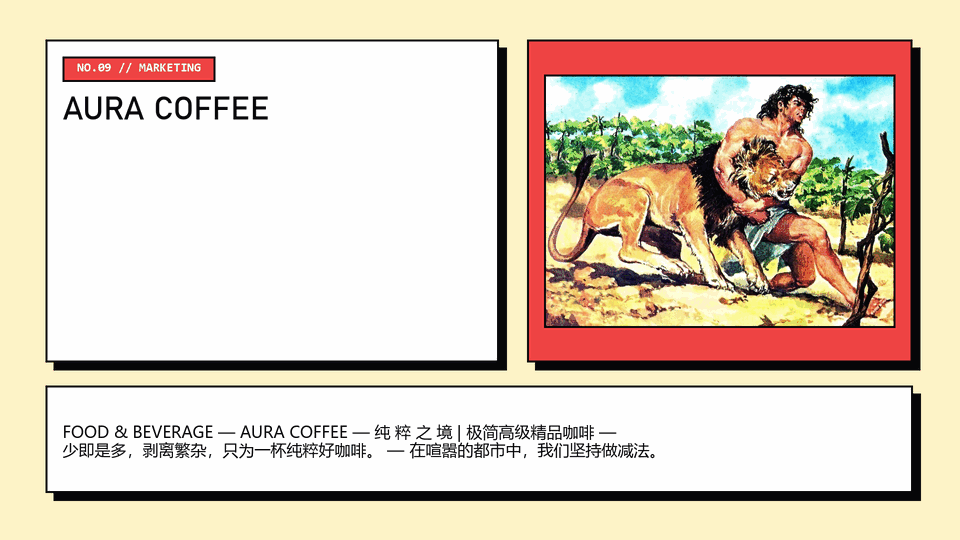 NO.09 // MARKETING
AURA COFFEE
FOOD & BEVERAGE — AURA COFFEE — 纯 粹 之 境 | 极简高级精品咖啡 —
少即是多，剥离繁杂，只为一杯纯粹好咖啡。 — 在喧嚣的都市中，我们坚持做减法。